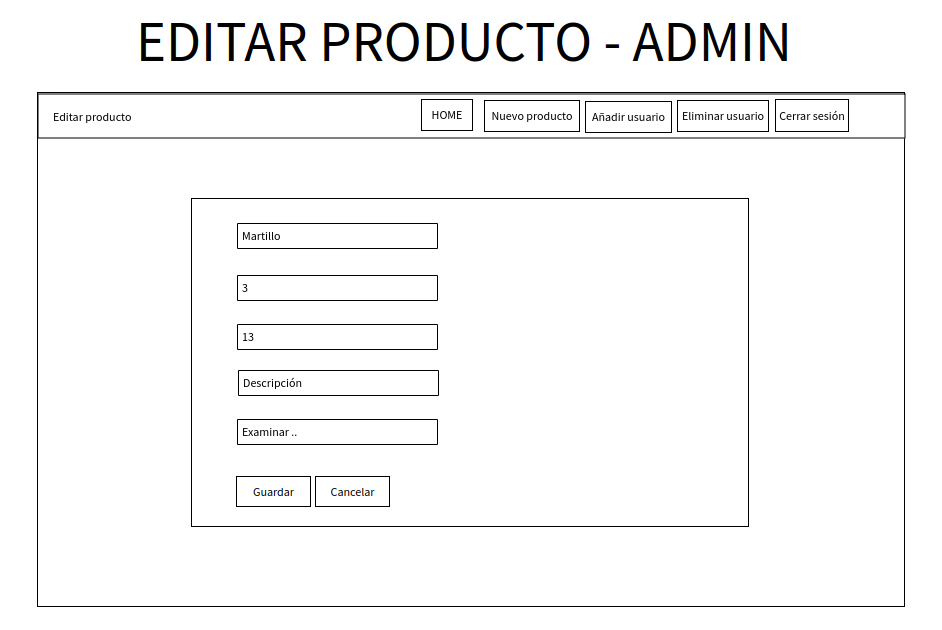 EDITAR PRODUCTO - ADMIN
Editar producto
HOME
Nuevo producto
Añadir usuario
Eliminar usuario
Cerrar sesión
Martillo
3
13
Descripción
Examinar ..
Guardar
Cancelar